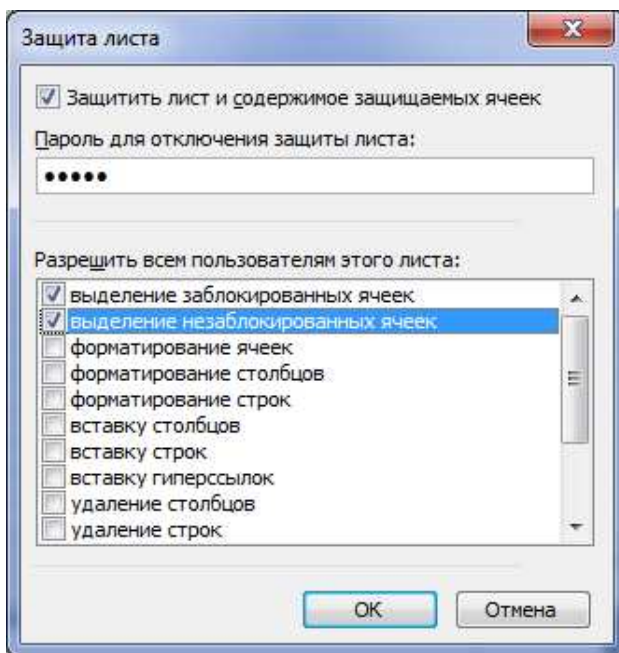 Защита листа
Защитить лист и содержимое защищаемых ячеек
Пароль для отключения защиты листа:
•••••
Разрешить всем пользователям этого листа:
выделение заблокированных ячеек
выделение незаблокированных ячеек
форматирование ячеек
форматирование столбцов
форматирование строк
вставку столбцов
вставку строк
вставку гиперссылок
удаление столбцов
удаление строк
ОК Отмена